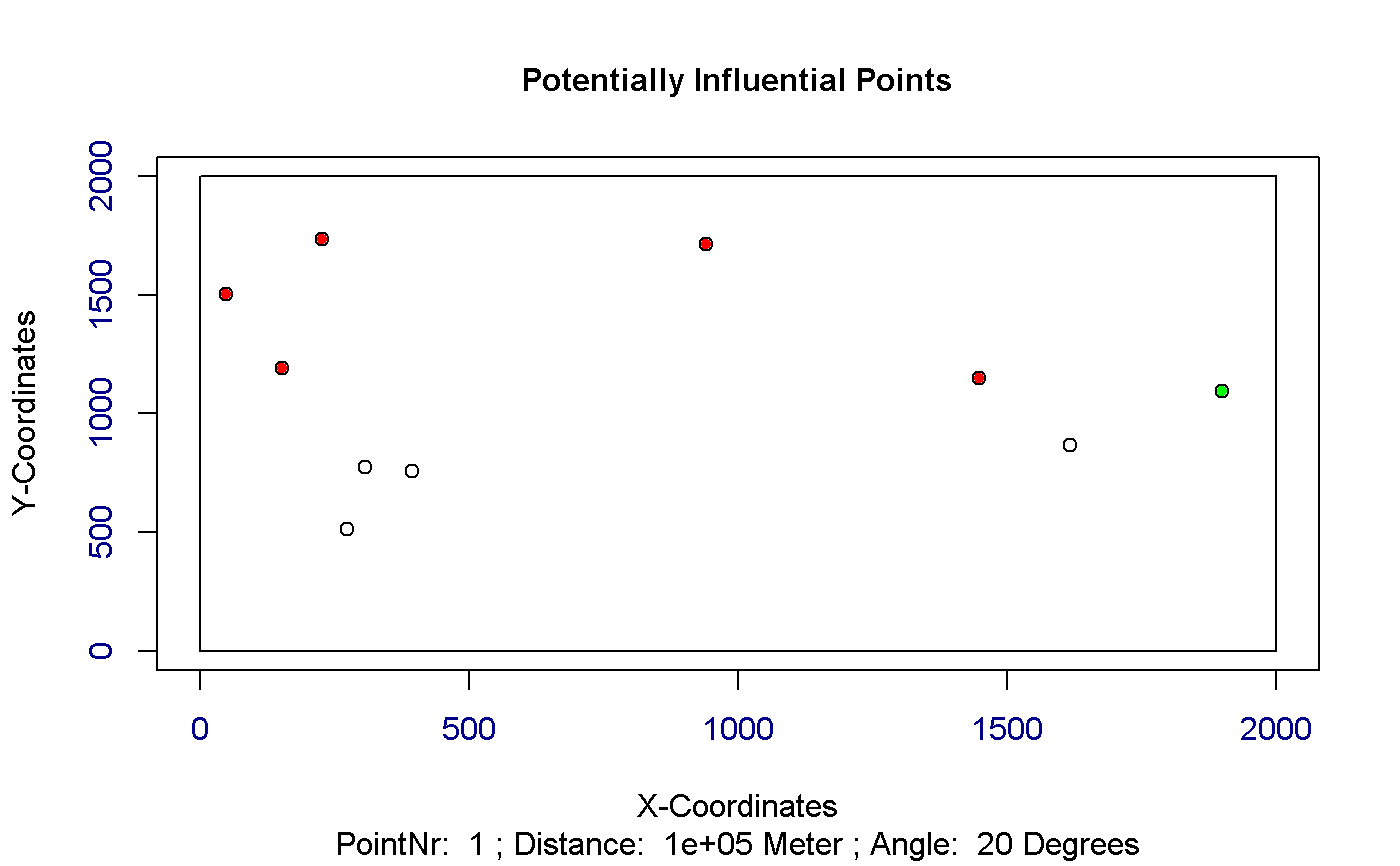 Potentially Influential Points
2000
1500
1000
500
0
Y-Coordinates
0 500 1000 1500 2000
X-Coordinates
PointNr: 1 ; Distance: 1e+05 Meter ; Angle: 20 Degrees